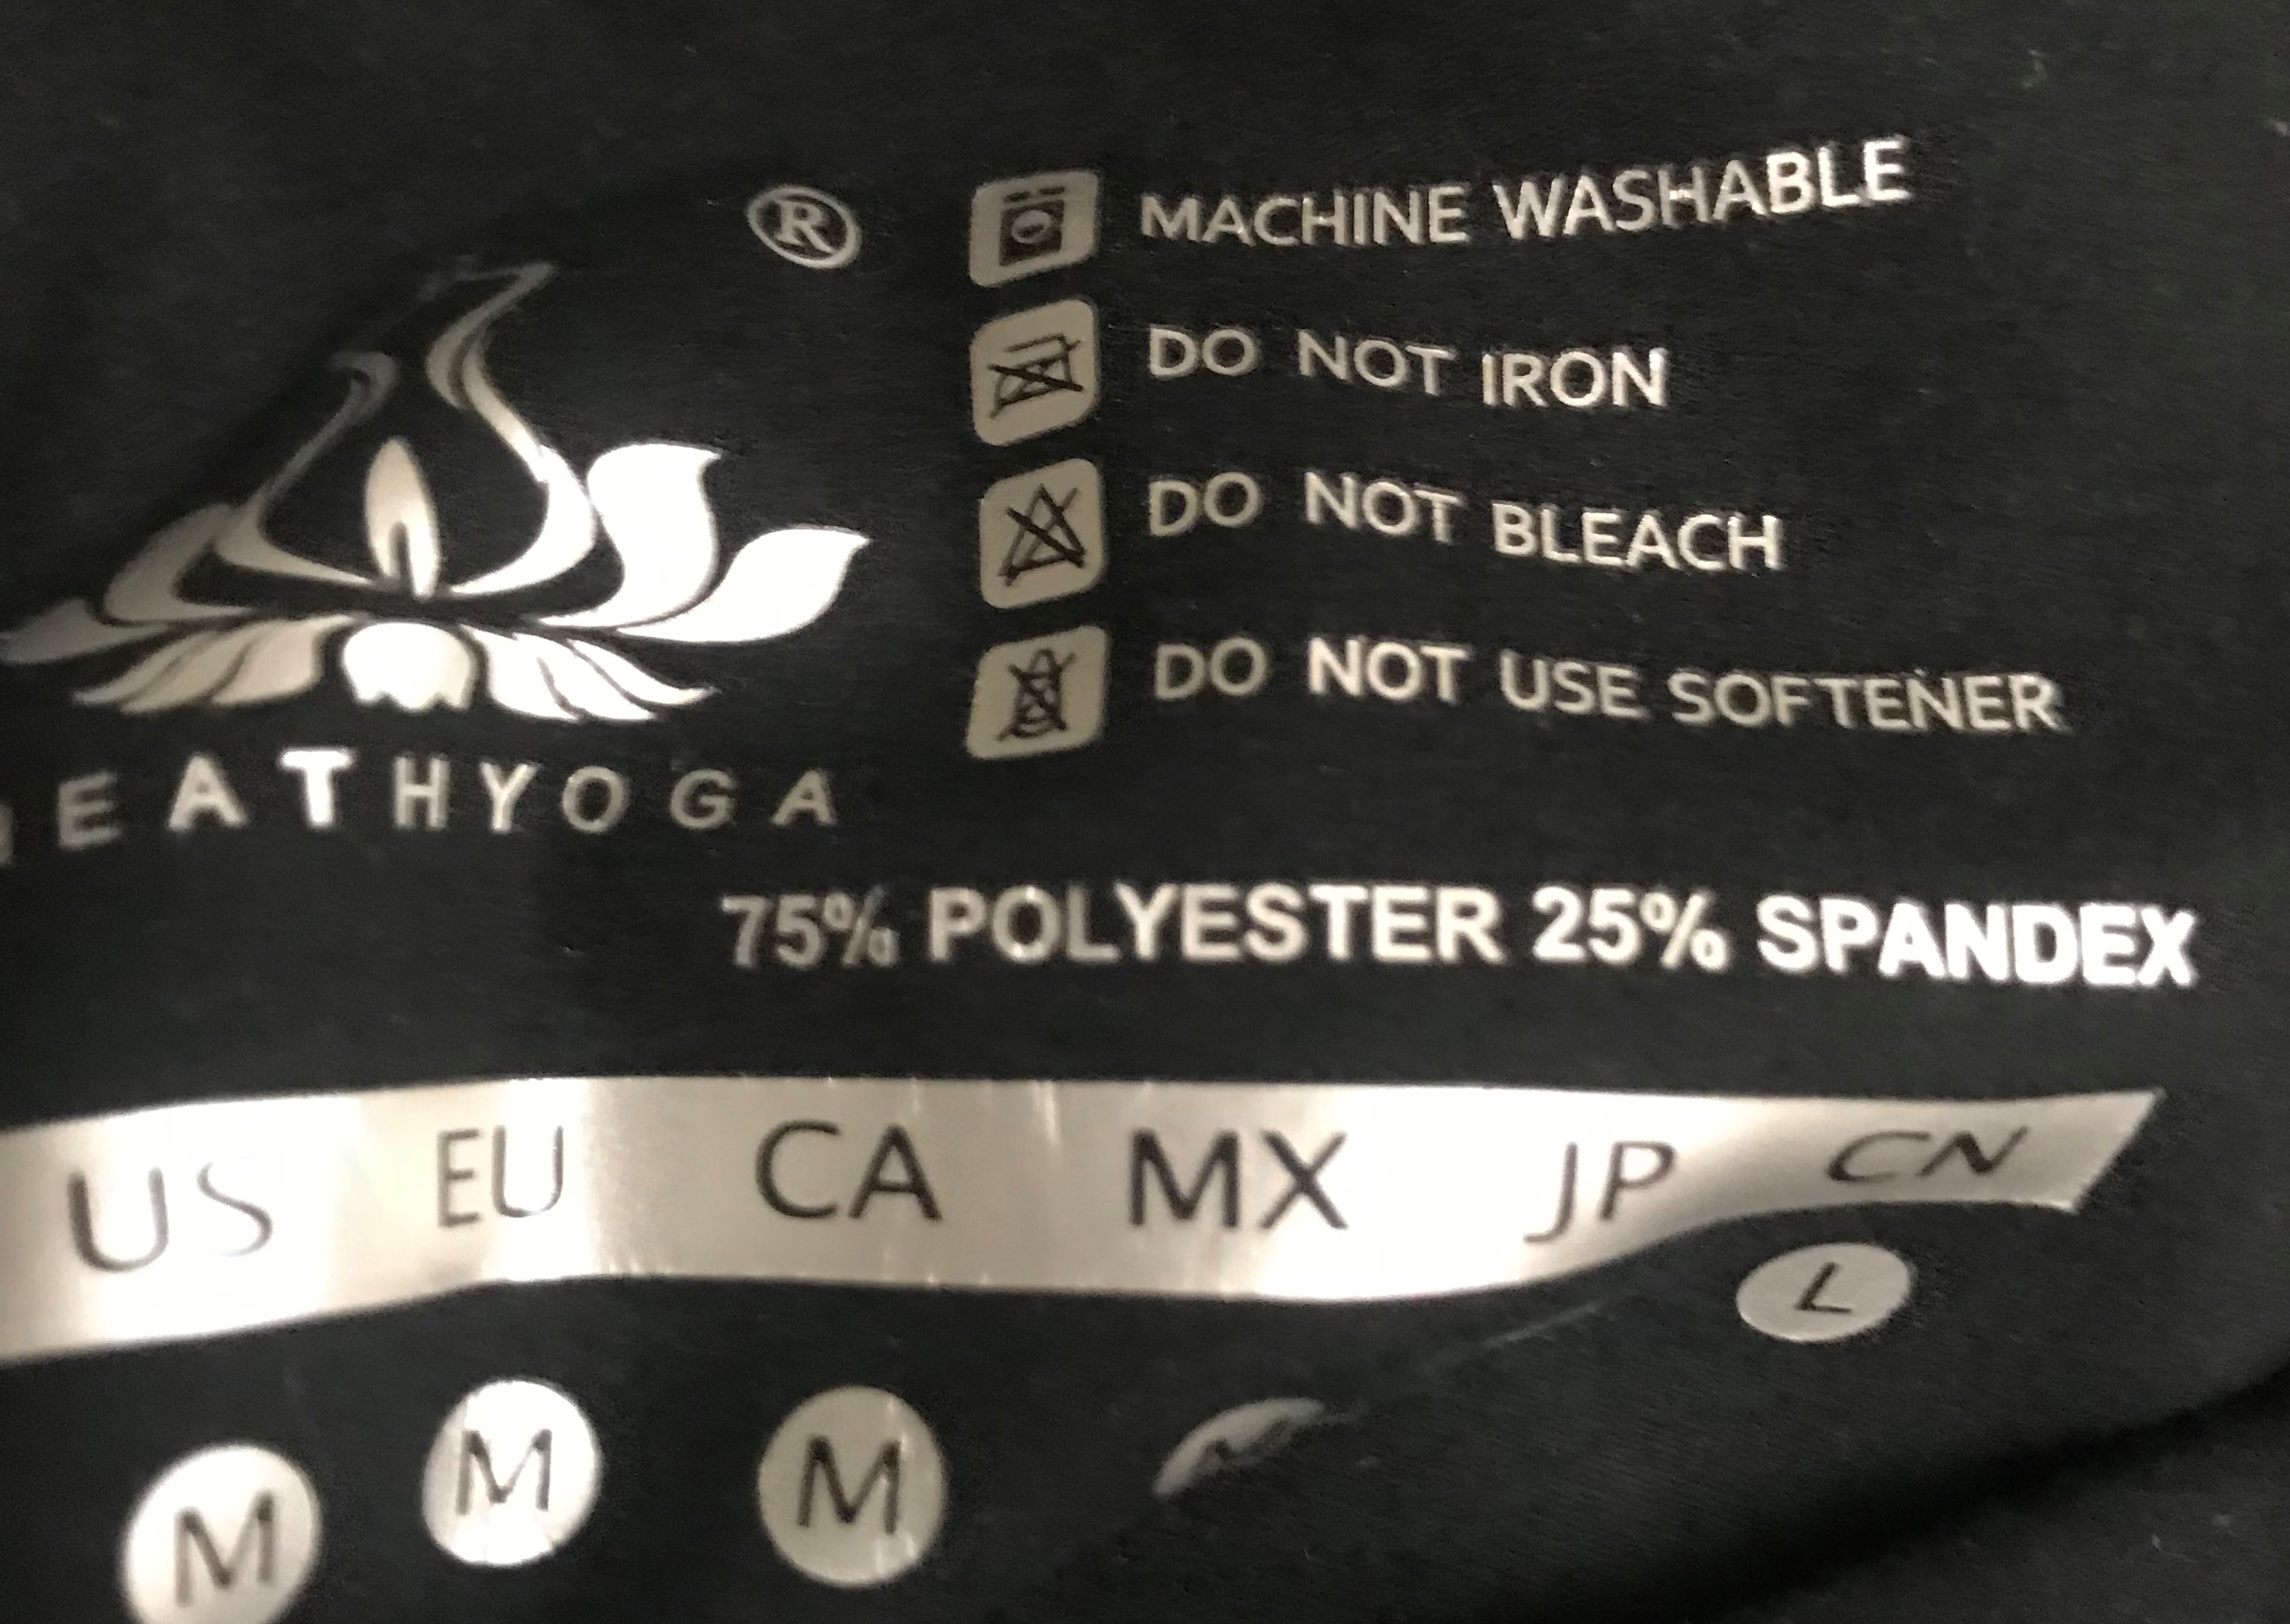 ®
MACHINE WASHABLE
DO NOT IRON
DO NOT BLEACH
DO NOT USE SOFTENER
EATHYOGA
75% POLYESTER 25% SPANDEX
US EU CA MX JP CN
M M M L